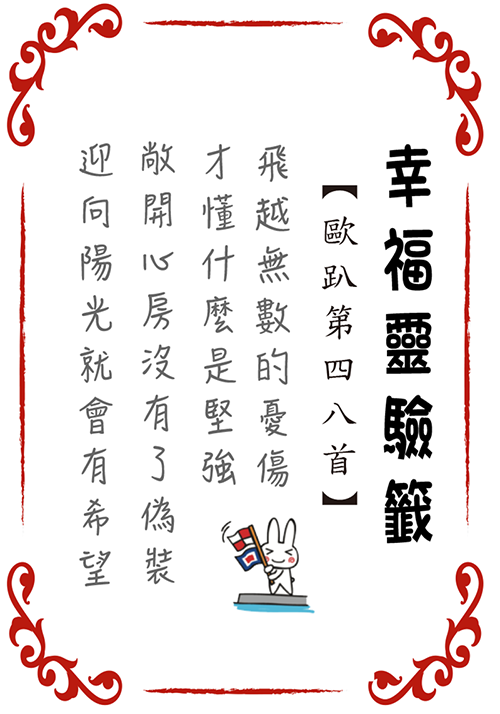 幸福靈驗籤
【歐趴第四八首】
飛越無數的憂傷
才懂什麼是堅強
敞開心房沒有了偽裝
迎向陽光就會有希望